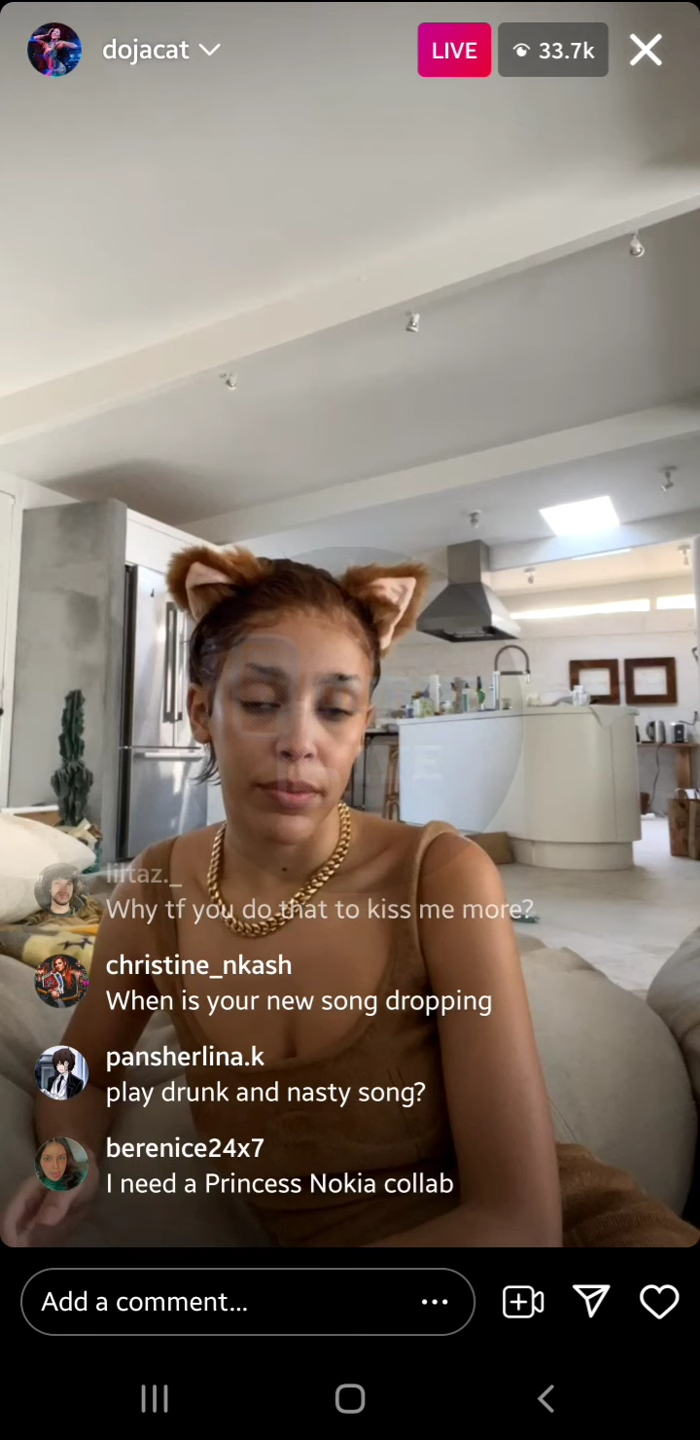 dojacat
LIVE
33.7k
liltaz._
Why tf you do that to kiss me more?
christine_nkash
When is your new song dropping
pansherlina.k
play drunk and nasty song?
berenice24x7
I need a Princess Nokia collab
Add a comment...